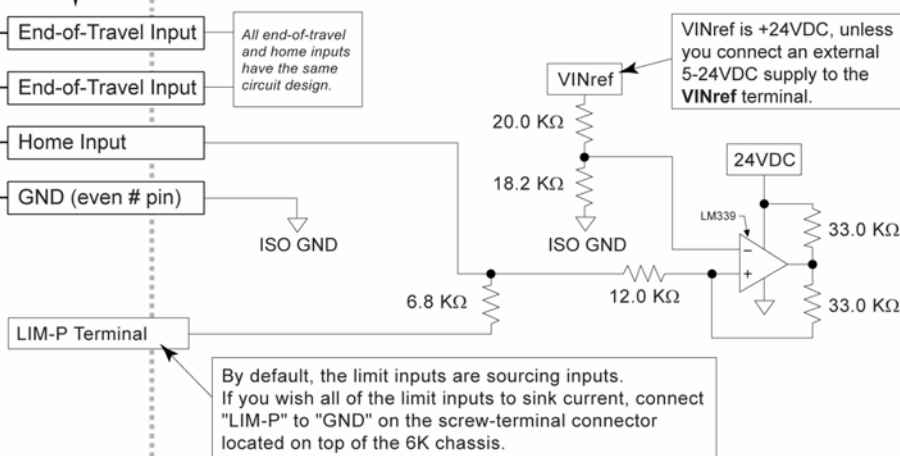 End-of-Travel Input
All end-of-travel
and home inputs
have the same
circuit design.
End-of-Travel Input
Home Input
GND (even # pin)
ISO GND
VINref
VINref is +24VDC, unless
you connect an external
5-24VDC supply to the
VINref terminal.
20.0 KΩ
18.2 KΩ
ISO GND
24VDC
LM339
33.0 KΩ
−
+
6.8 KΩ
12.0 KΩ
33.0 KΩ
LIM-P Terminal
By default, the limit inputs are sourcing inputs.
If you wish all of the limit inputs to sink current, connect
"LIM-P" to "GND" on the screw-terminal connector
located on top of the 6K chassis.